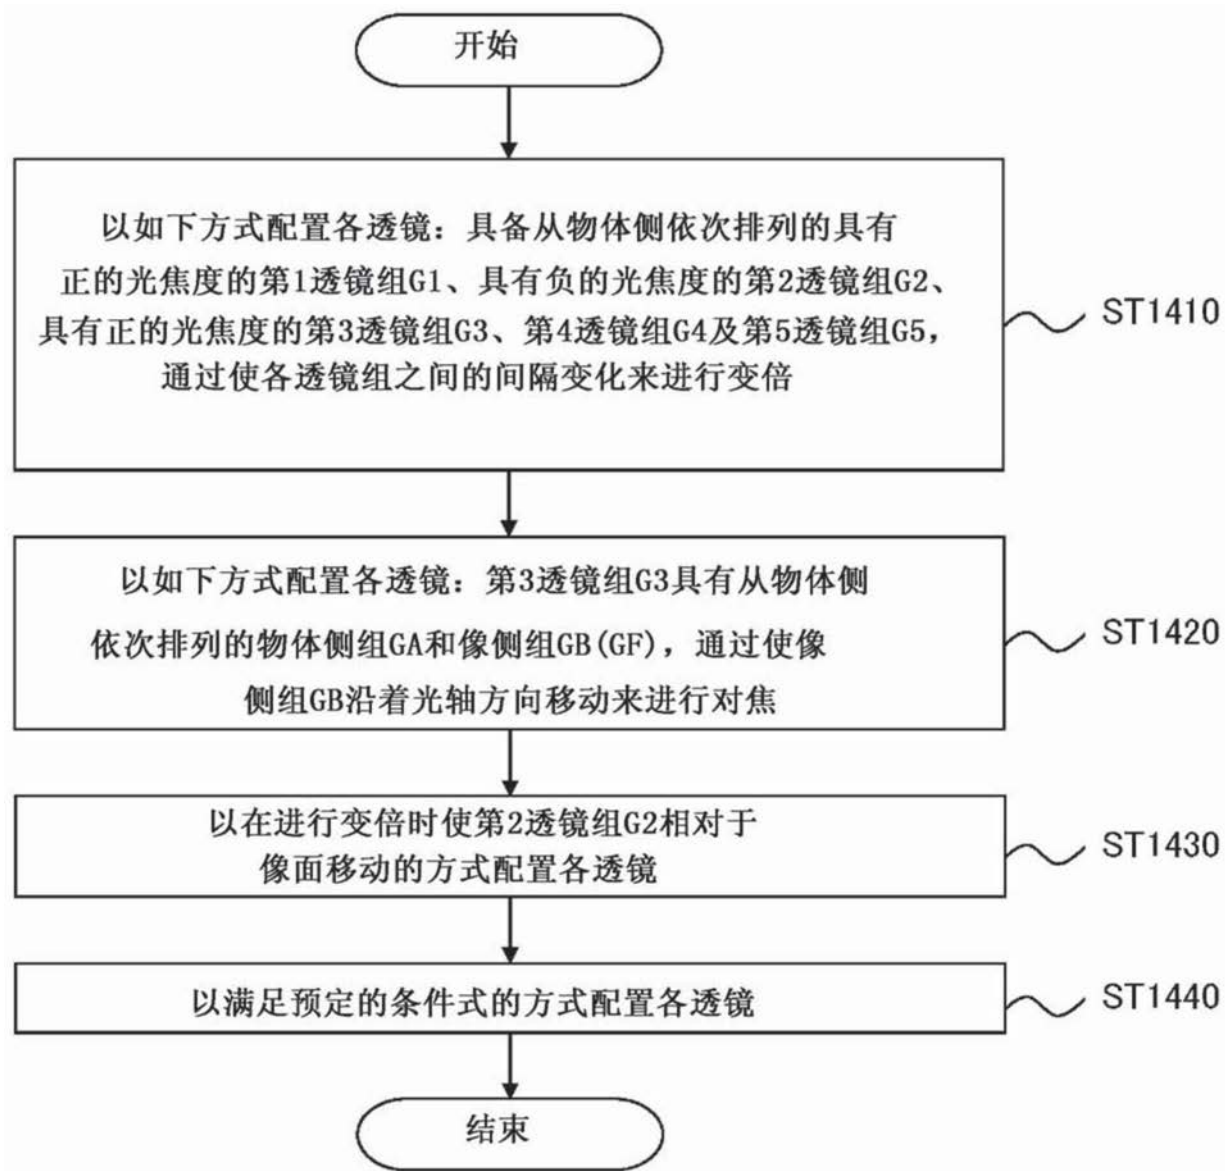 开始
以如下方式配置各透镜：具备从物体侧依次排列的具有
正的光焦度的第1透镜组G1、具有负的光焦度的第2透镜组G2、
具有正的光焦度的第3透镜组G3、第4透镜组G4及第5透镜组G5，
通过使各透镜组之间的间隔变化来进行变倍
ST1410
以如下方式配置各透镜：第3透镜组G3具有从物体侧
依次排列的物体侧组GA和像侧组GB(GF)，通过使像
侧组GB沿着光轴方向移动来进行对焦
ST1420
以在进行变倍时使第2透镜组G2相对于
像面移动的方式配置各透镜
ST1430
以满足预定的条件式的方式配置各透镜
ST1440
结束